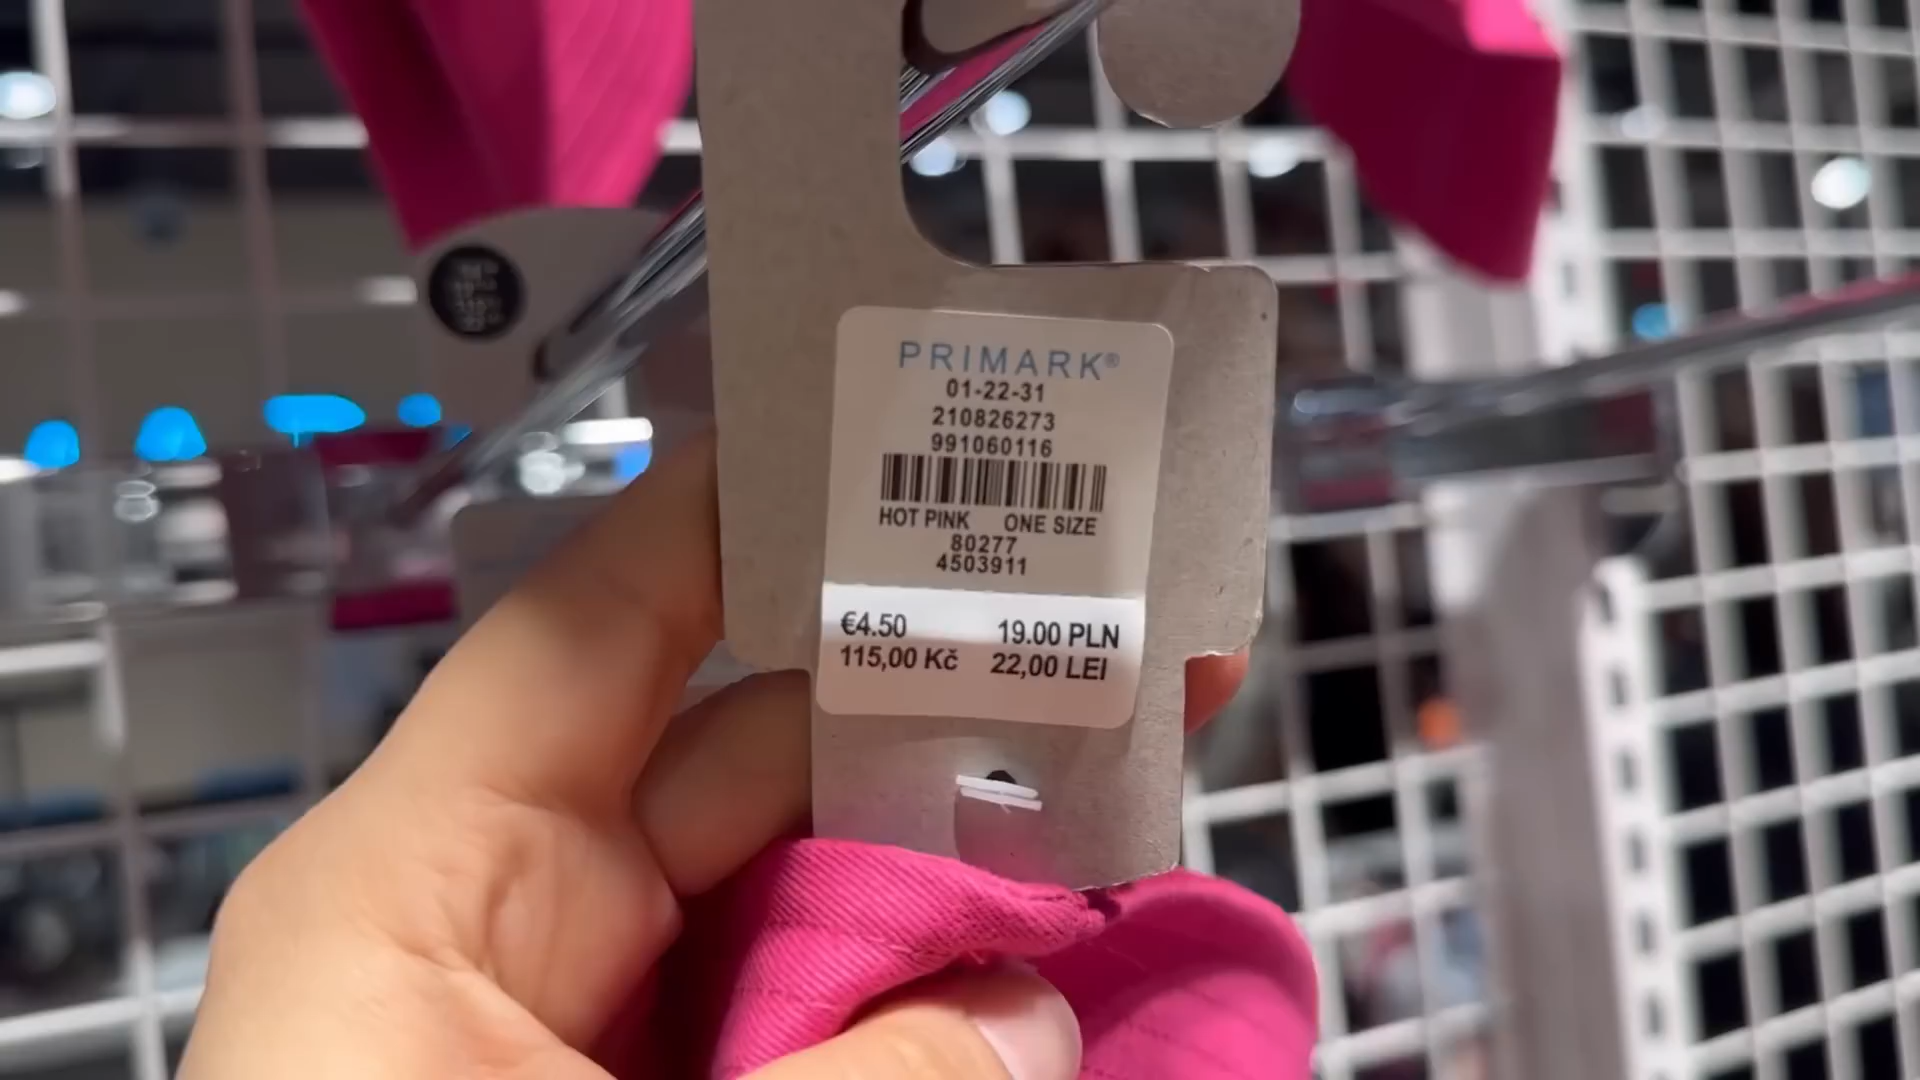 PRIMARK®
01-22-31
210826273
991060116
HOT PINK ONE SIZE
80277
4503911
€4.50 19.00 PLN
115,00 Kč 22,00 LEI